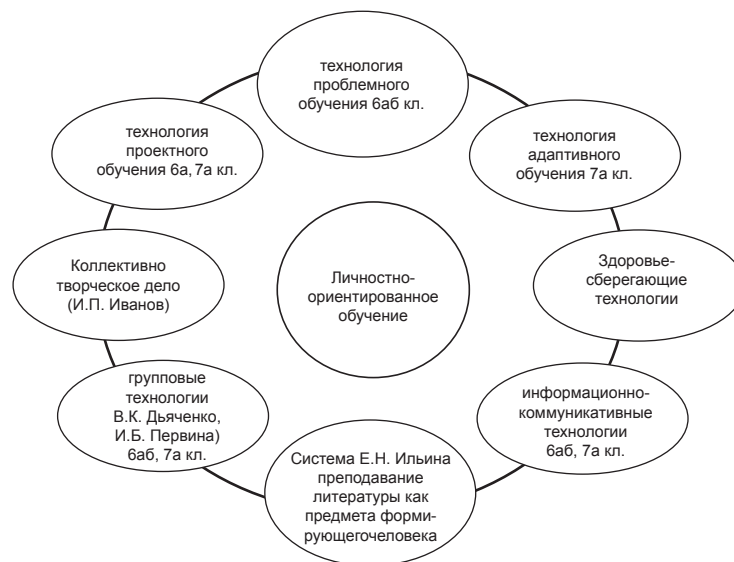 технология
проблемного
обучения 6аб кл.
технология
проектного
обучения 6а, 7а кл.
технология
адаптивного
обучения 7а кл.
Коллективно
творческое дело
(И.П. Иванов)
Личностно-
ориентированное
обучение
Здоровье-
сберегающие
технологии
групповые
технологии
В.К. Дьяченко,
И.Б. Первина)
6аб, 7а кл.
информационно-
коммуникативные
технологии
6аб, 7а кл.
Система Е.Н. Ильина
преподавание
литературы как
предмета форми-
рующегочеловека